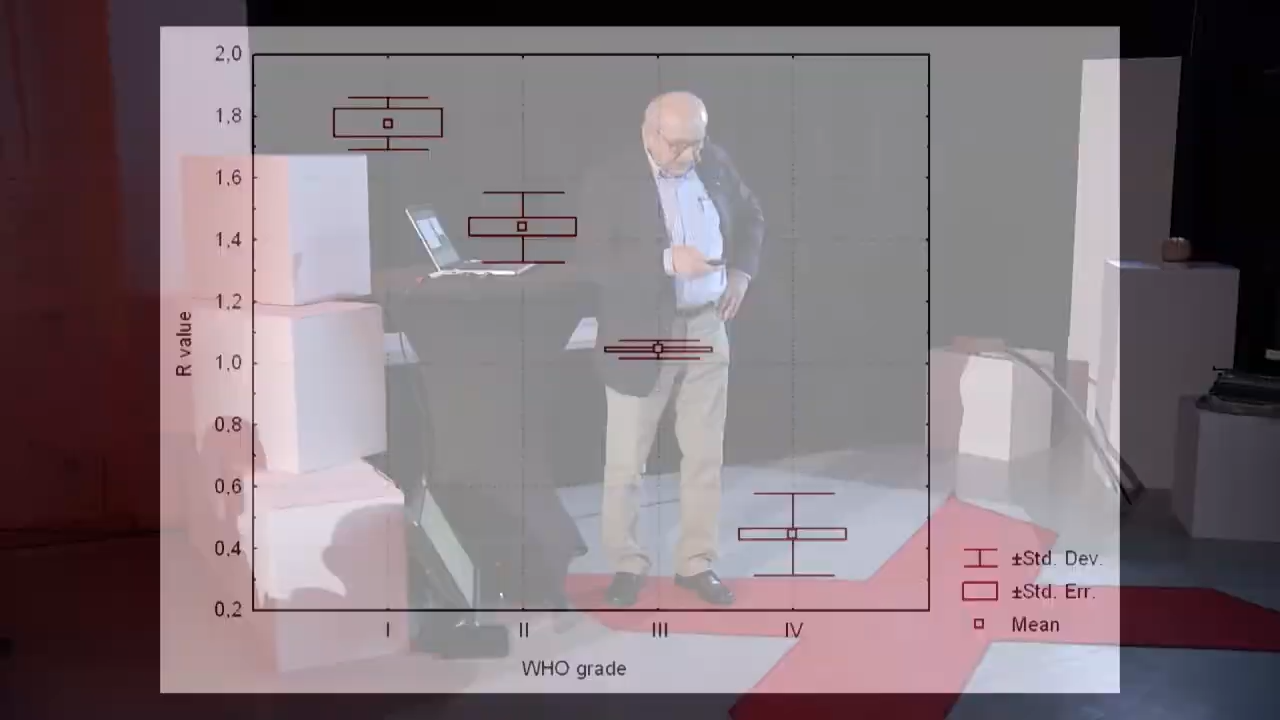 2,0
1,8
1,6
1,4
1,2
1,0
0,8
0,6
0,4
0,2
R value
I II III IV
WHO grade
±Std. Dev.
±Std. Err.
Mean